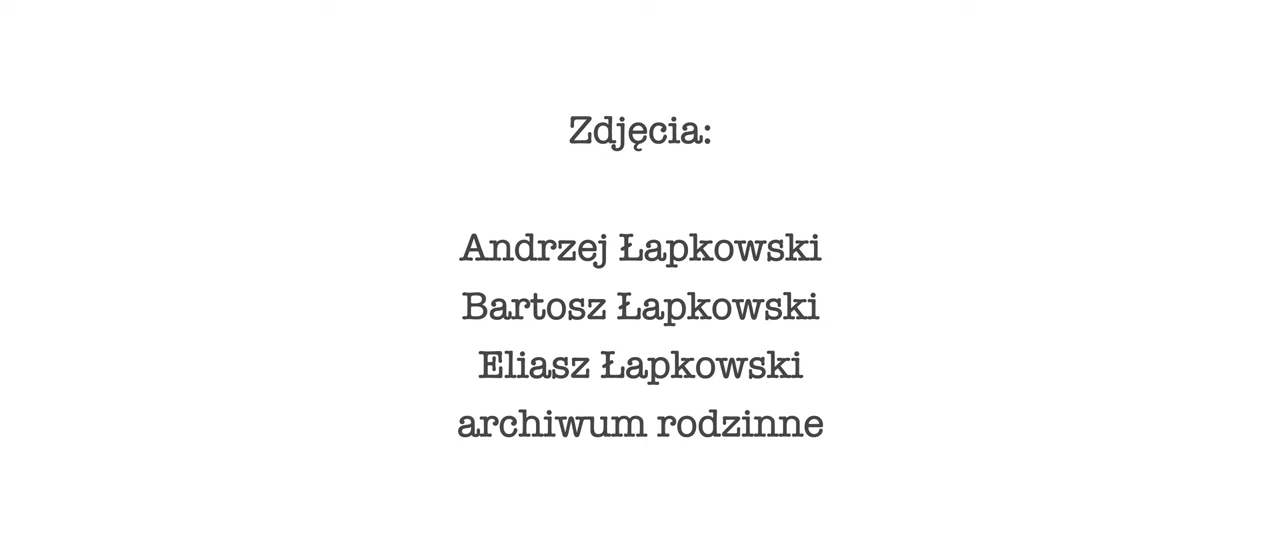 Zdjęcia:
Andrzej Łapkowski
Bartosz Łapkowski
Eliasz Łapkowski
archiwum rodzinne